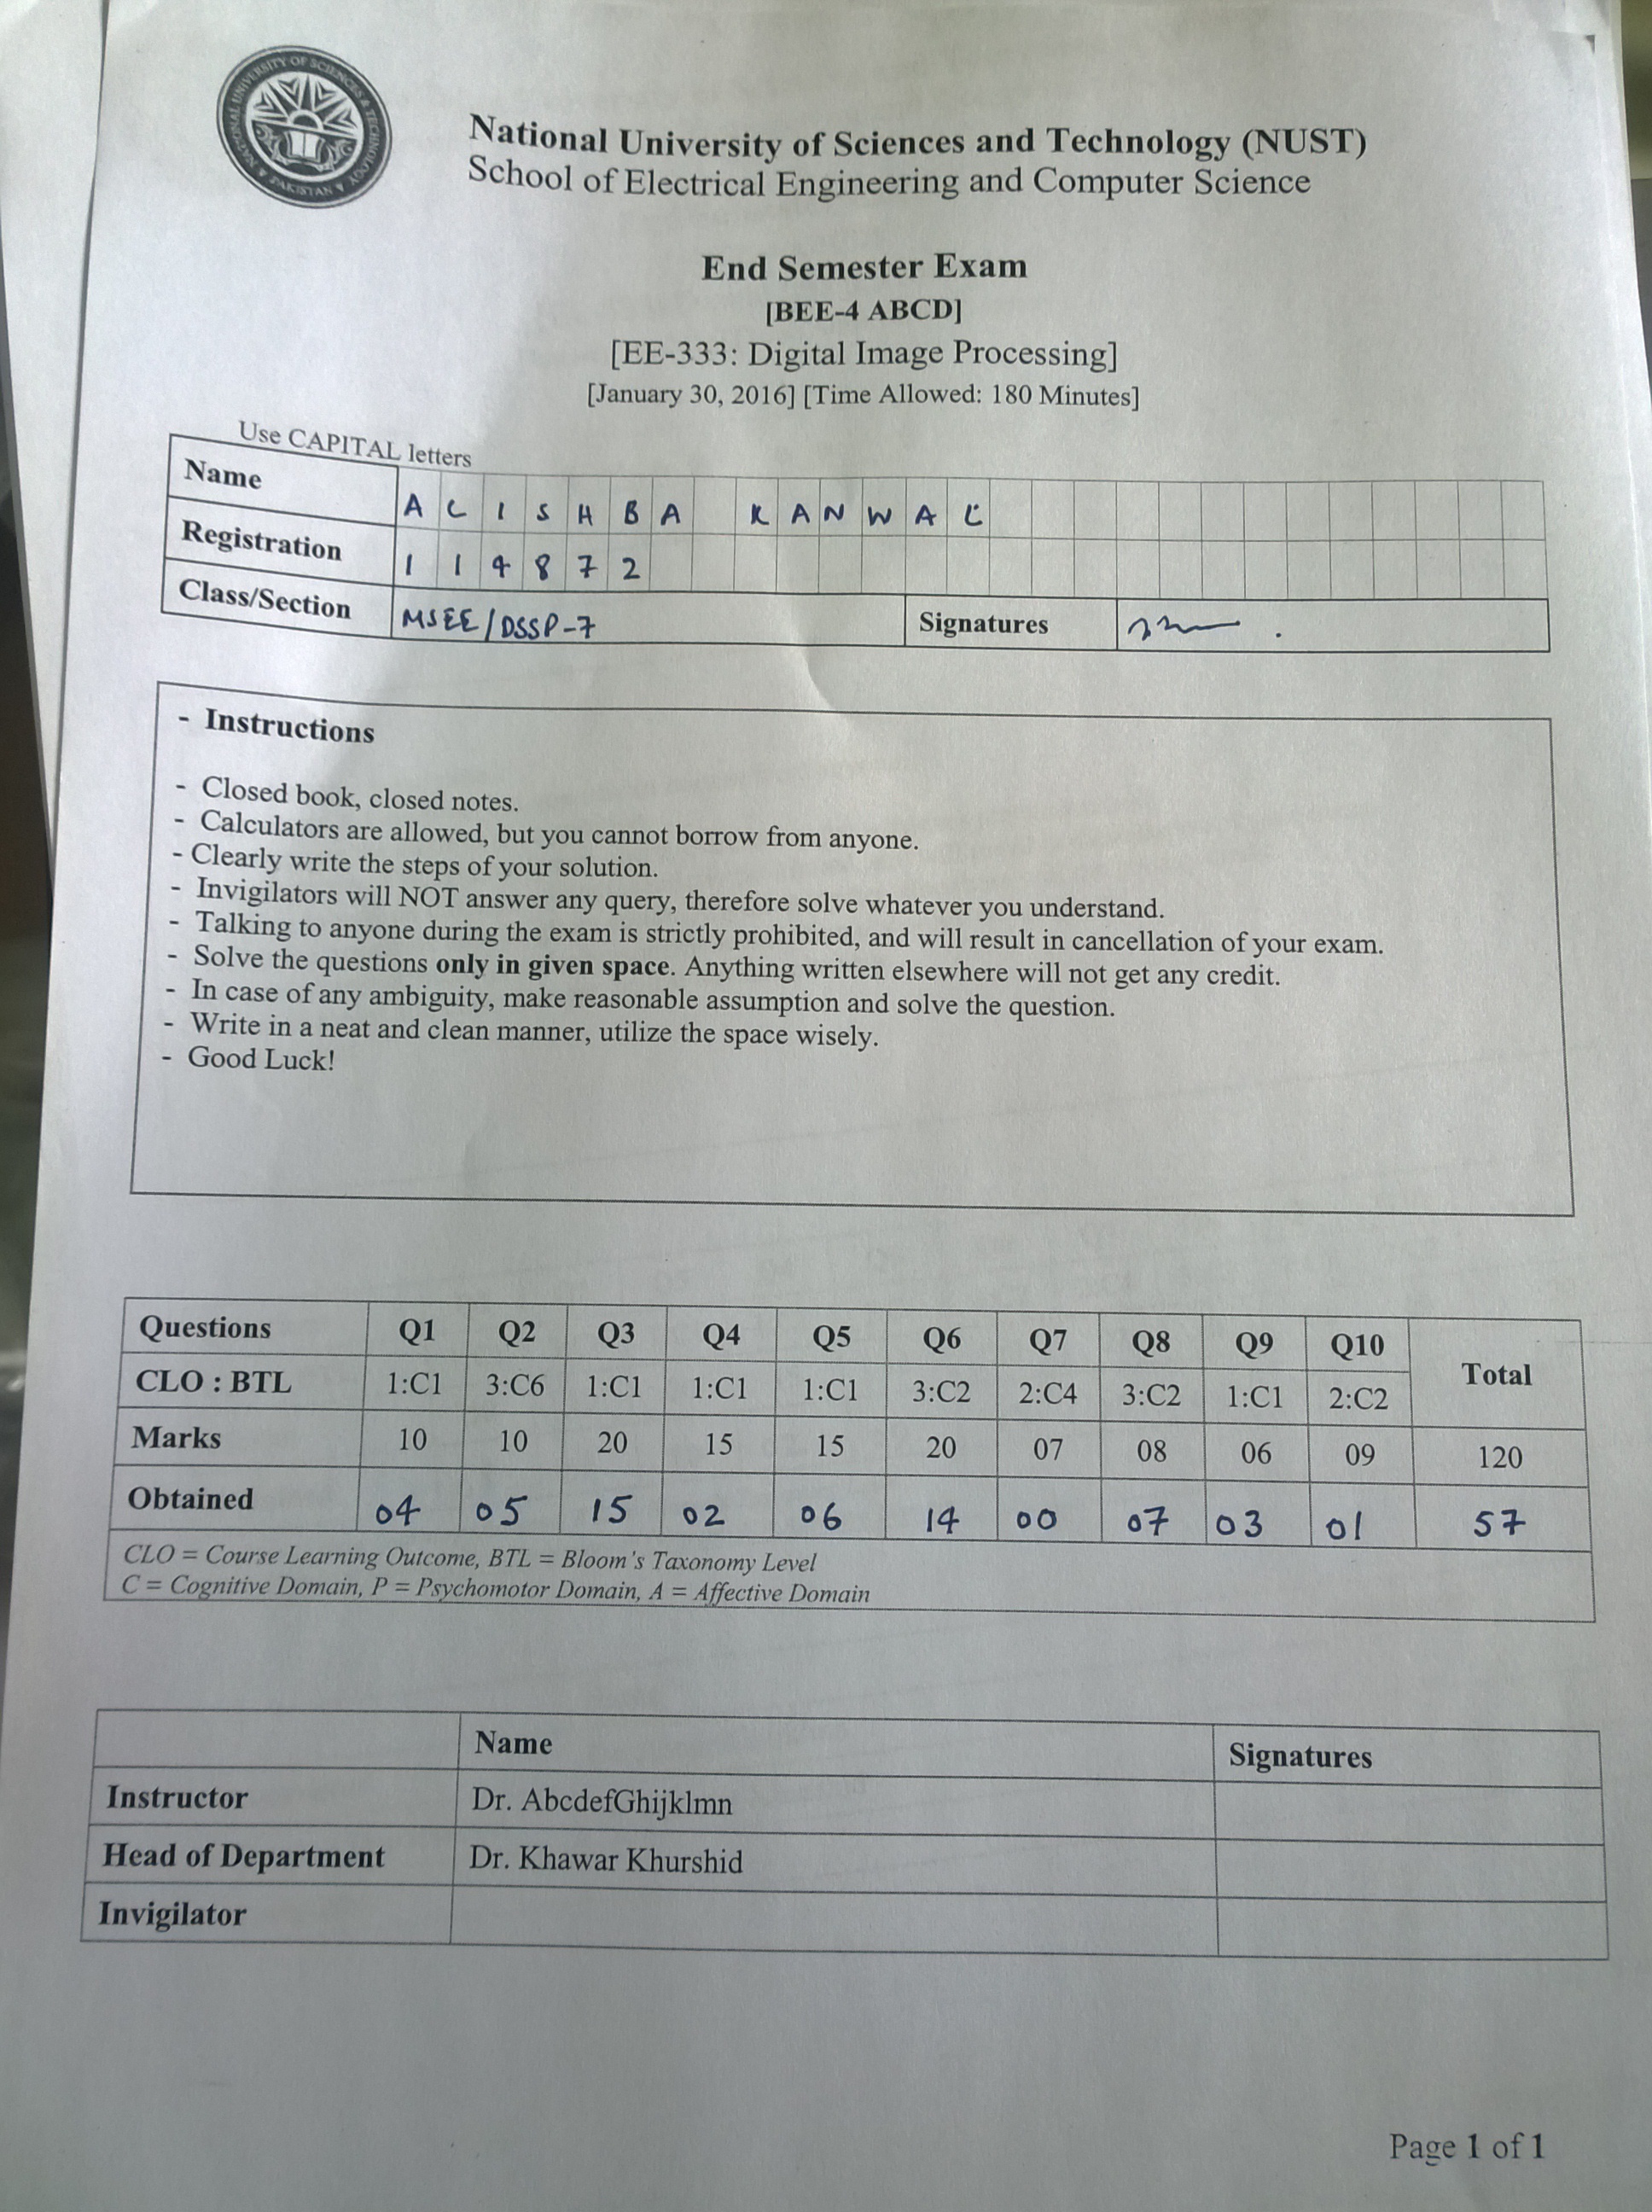 NATIONAL UNIVERSITY OF SCIENCES & TECHNOLOGY
PAKISTAN
National University of Sciences and Technology (NUST)
School of Electrical Engineering and Computer Science
End Semester Exam
[BEE-4 ABCD]
[EE-333: Digital Image Processing]
[January 30, 2016] [Time Allowed: 180 Minutes]
Use CAPITAL letters
Name A L I S H B A K A N W A L
Registration 1 1 4 8 7 2
Class/Section MSEE/DSSP-7 Signatures
- Instructions
- Closed book, closed notes.
- Calculators are allowed, but you cannot borrow from anyone.
- Clearly write the steps of your solution.
- Invigilators will NOT answer any query, therefore solve whatever you understand.
- Talking to anyone during the exam is strictly prohibited, and will result in cancellation of your exam.
- Solve the questions only in given space. Anything written elsewhere will not get any credit.
- In case of any ambiguity, make reasonable assumption and solve the question.
- Write in a neat and clean manner, utilize the space wisely.
- Good Luck!
Questions Q1 Q2 Q3 Q4 Q5 Q6 Q7 Q8 Q9 Q10 Total
CLO : BTL 1:C1 3:C6 1:C1 1:C1 1:C1 3:C2 2:C4 3:C2 1:C1 2:C2
Marks 10 10 20 15 15 20 07 08 06 09 120
Obtained 04 05 15 02 06 14 00 07 03 01 57
CLO = Course Learning Outcome, BTL = Bloom's Taxonomy Level
C = Cognitive Domain, P = Psychomotor Domain, A = Affective Domain
Name Signatures
Instructor Dr. AbcdefGhijklmn
Head of Department Dr. Khawar Khurshid
Invigilator
Page 1 of 1